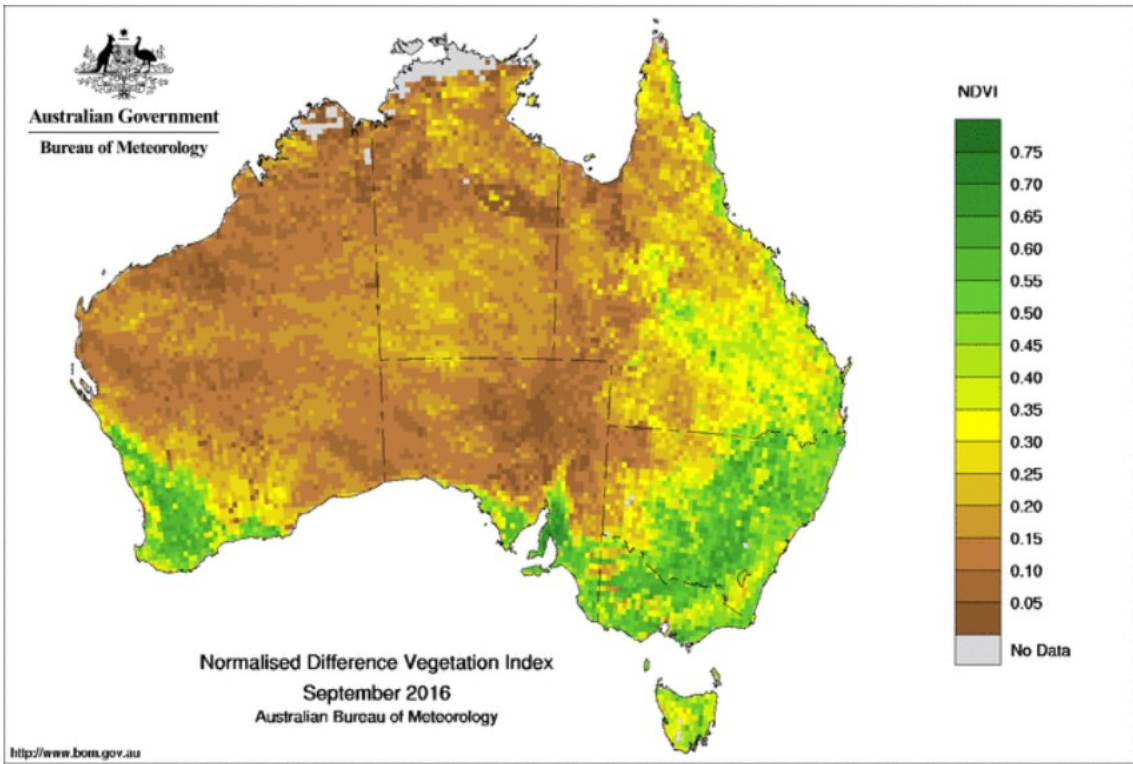 Australian Government
Bureau of Meteorology
NDVI
0.75
0.70
0.65
0.60
0.55
0.50
0.45
0.40
0.35
0.30
0.25
0.20
0.15
0.10
0.05
No Data
Normalised Difference Vegetation Index
September 2016
Australian Bureau of Meteorology
http://www.bom.gov.au